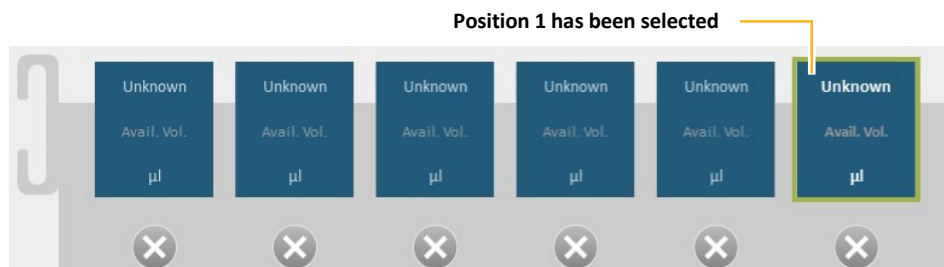 Position 1 has been selected
Unknown Unknown Unknown Unknown Unknown Unknown
Avail. Vol. Avail. Vol. Avail. Vol. Avail. Vol. Avail. Vol. Avail. Vol.
µl µl µl µl µl µl